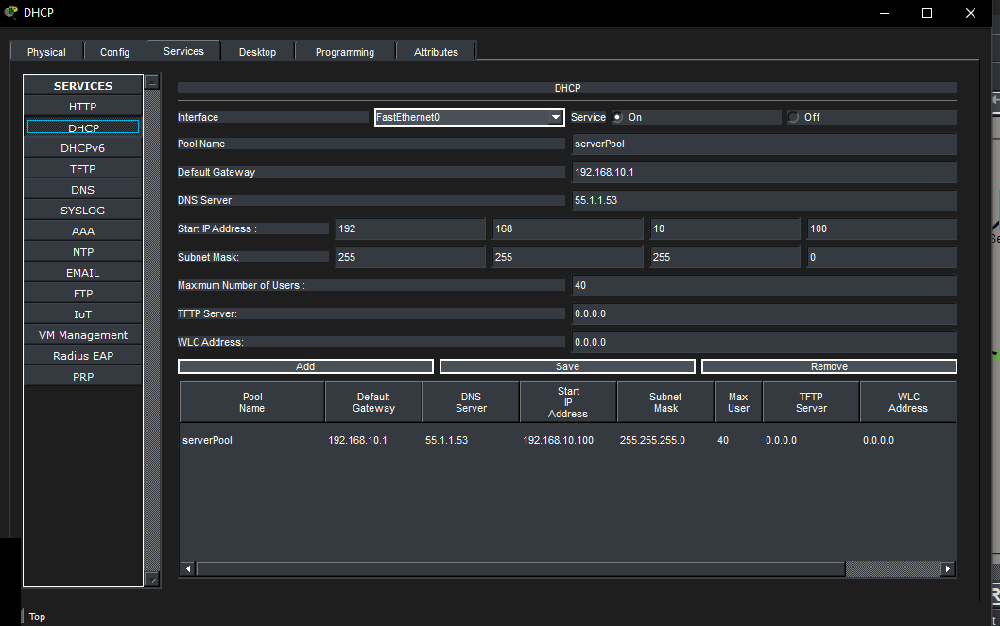 DHCP
Physical Config Services Desktop Programming Attributes
SERVICES
HTTP
DHCP
DHCPv6
TFTP
DNS
SYSLOG
AAA
NTP
EMAIL
FTP
IoT
VM Management
Radius EAP
PRP
DHCP
Interface FastEthernet0 Service On Off
Pool Name serverPool
Default Gateway 192.168.10.1
DNS Server 55.1.1.53
Start IP Address : 192 168 10 100
Subnet Mask: 255 255 255 0
Maximum Number of Users : 40
TFTP Server: 0.0.0.0
WLC Address: 0.0.0.0
Add Save Remove
Pool Name Default Gateway DNS Server Start IP Address Subnet Mask Max User TFTP Server WLC Address
serverPool 192.168.10.1 55.1.1.53 192.168.10.100 255.255.255.0 40 0.0.0.0 0.0.0.0
Top